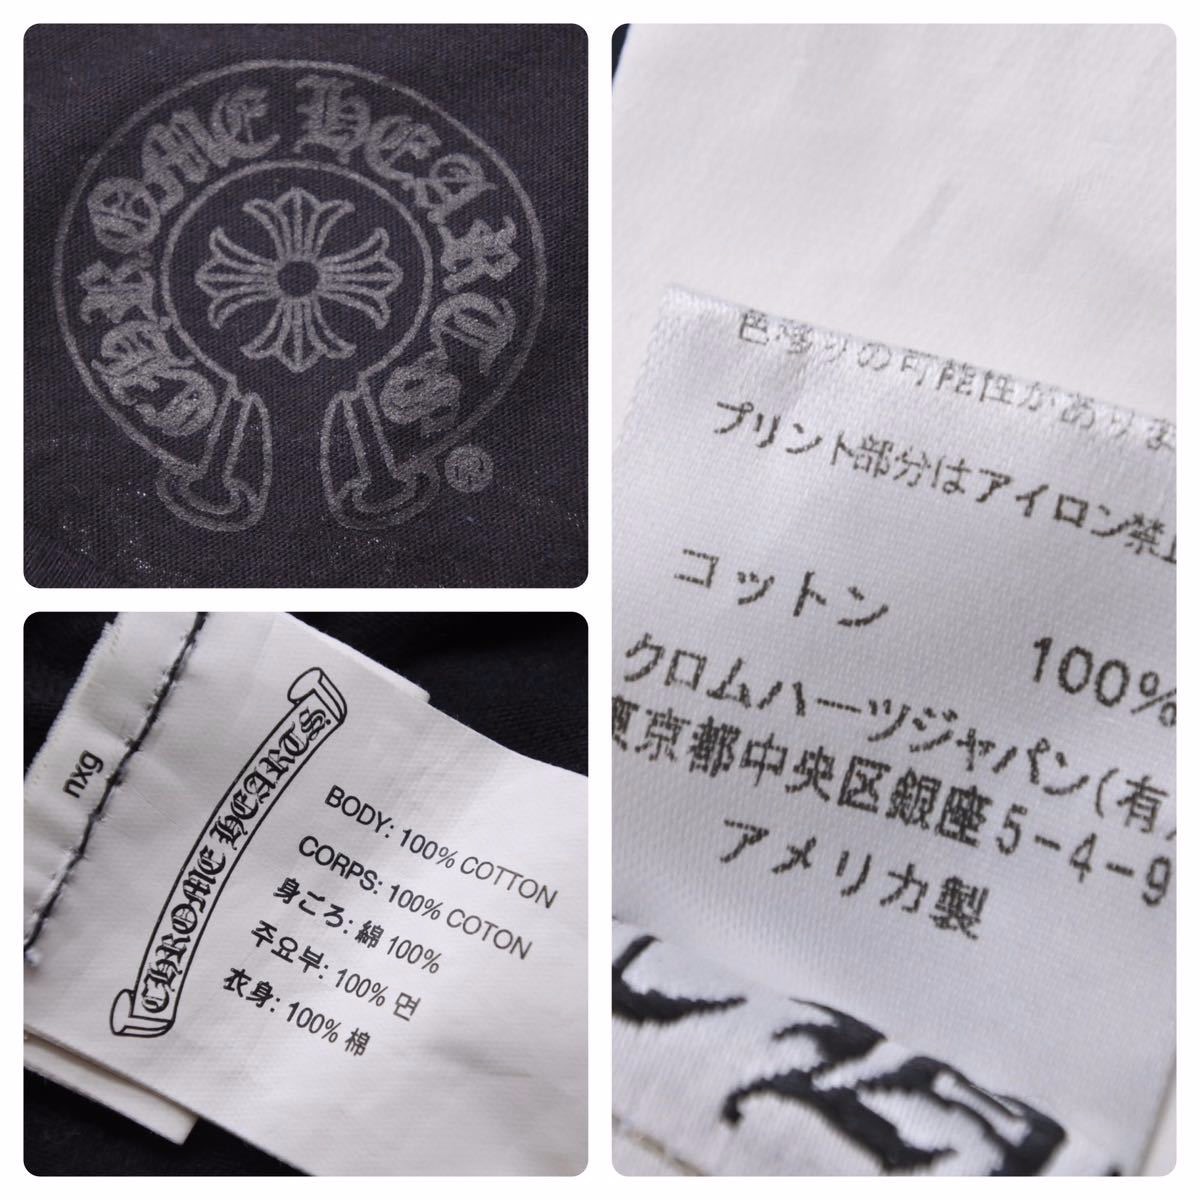 CHROME HEARTS
®
色移りの可能性がありま
プリント部分はアイロン禁止
コットン 100%
クロムハーツジャパン(有)
東京都中央区銀座5-4-9
アメリカ製
nxg
CHROME HEARTS
BODY: 100% COTTON
CORPS: 100% COTON
身ごろ: 綿 100%
주요부: 100% 면
衣身: 100% 棉